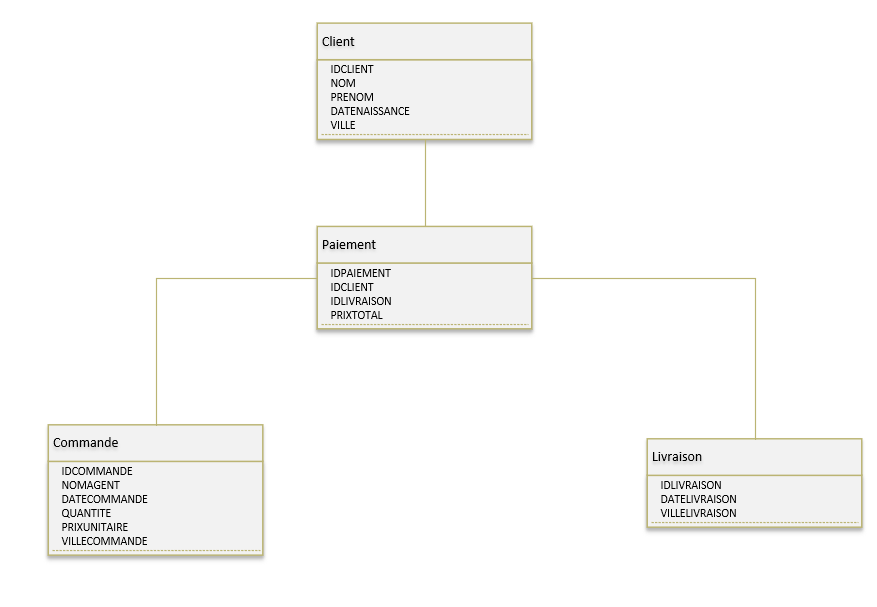 Client
IDCLIENT
NOM
PRENOM
DATENAISSANCE
VILLE
Paiement
IDPAIEMENT
IDCLIENT
IDLIVRAISON
PRIXTOTAL
Commande
IDCOMMANDE
NOMAGENT
DATECOMMANDE
QUANTITE
PRIXUNITAIRE
VILLECOMMANDE
Livraison
IDLIVRAISON
DATELIVRAISON
VILLELIVRAISON